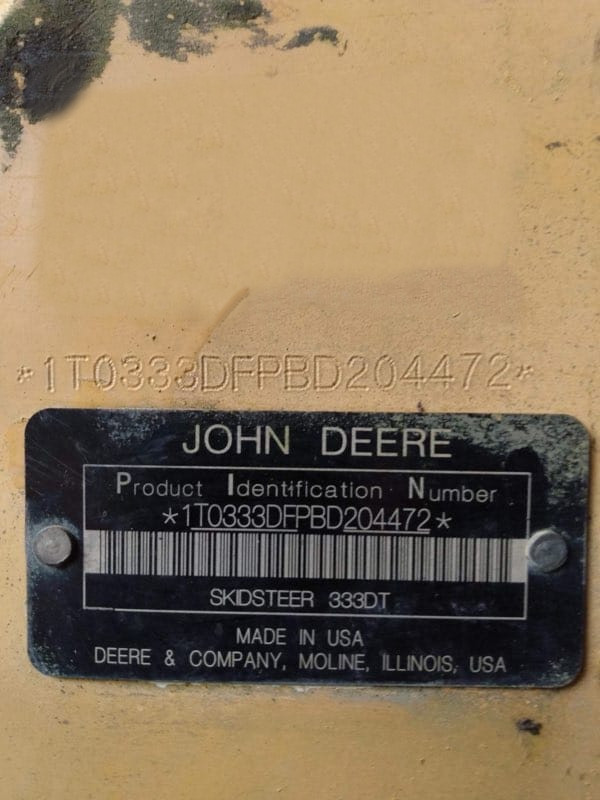 *1T0333DFPBD204472*
JOHN DEERE
Product Identification Number
*1T0333DFPBD204472*
SKIDSTEER 333DT
MADE IN USA
DEERE & COMPANY, MOLINE, ILLINOIS, USA